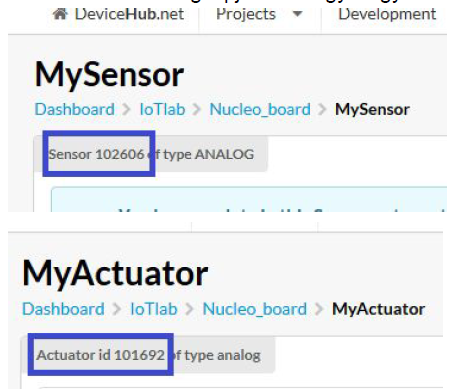 DeviceHub.net Projects Development
MySensor
Dashboard > IoTlab > Nucleo_board > MySensor
Sensor 102606 of type ANALOG
MyActuator
Dashboard > IoTlab > Nucleo_board > MyActuator
Actuator id 101692 of type analog